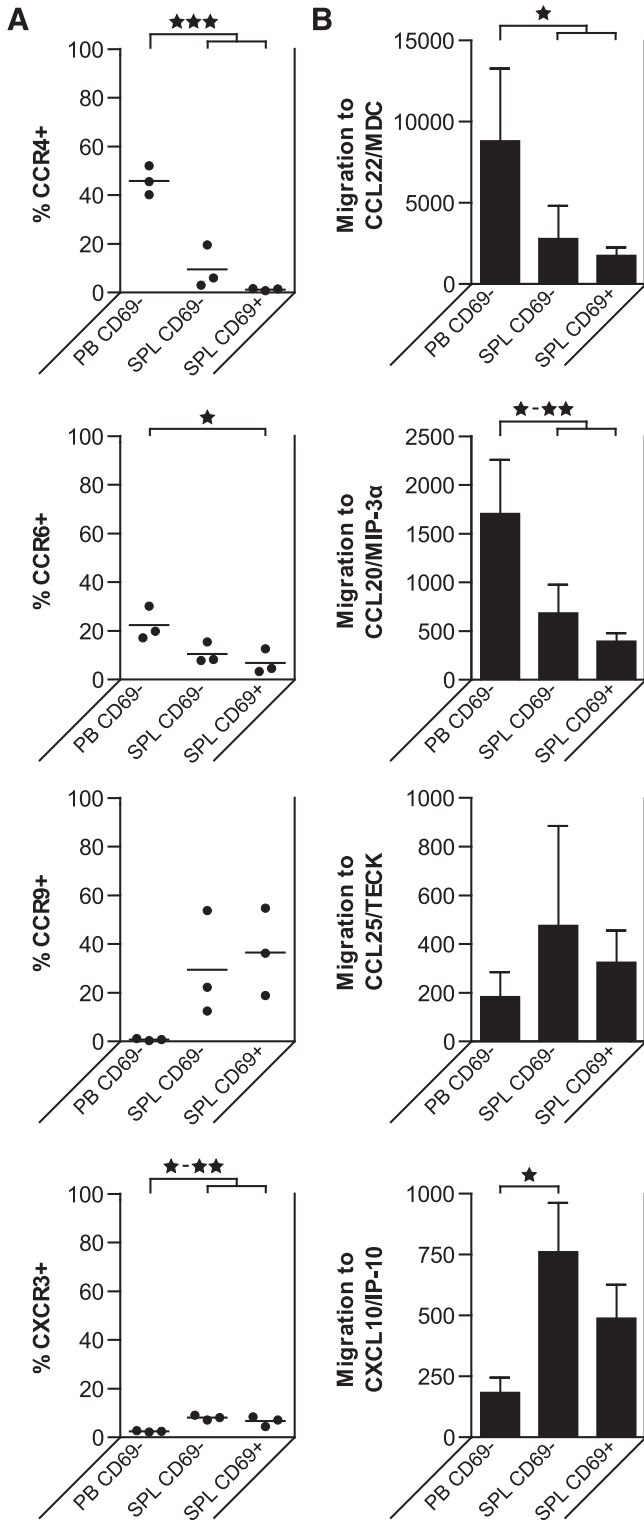 A
★★★
100
80
60
40
20
0
% CCR4+
PB CD69-
SPL CD69-
SPL CD69+
B
★
15000
10000
5000
0
Migration to
CCL22/MDC
PB CD69-
SPL CD69-
SPL CD69+
★
100
80
60
40
20
0
% CCR6+
PB CD69-
SPL CD69-
SPL CD69+
★-★★
2500
2000
1500
1000
500
0
Migration to
CCL20/MIP-3α
PB CD69-
SPL CD69-
SPL CD69+
100
80
60
40
20
0
% CCR9+
PB CD69-
SPL CD69-
SPL CD69+
1000
800
600
400
200
0
Migration to
CCL25/TECK
PB CD69-
SPL CD69-
SPL CD69+
★-★★
100
80
60
40
20
0
% CXCR3+
PB CD69-
SPL CD69-
SPL CD69+
★
1000
750
500
250
0
Migration to
CXCL10/IP-10
PB CD69-
SPL CD69-
SPL CD69+